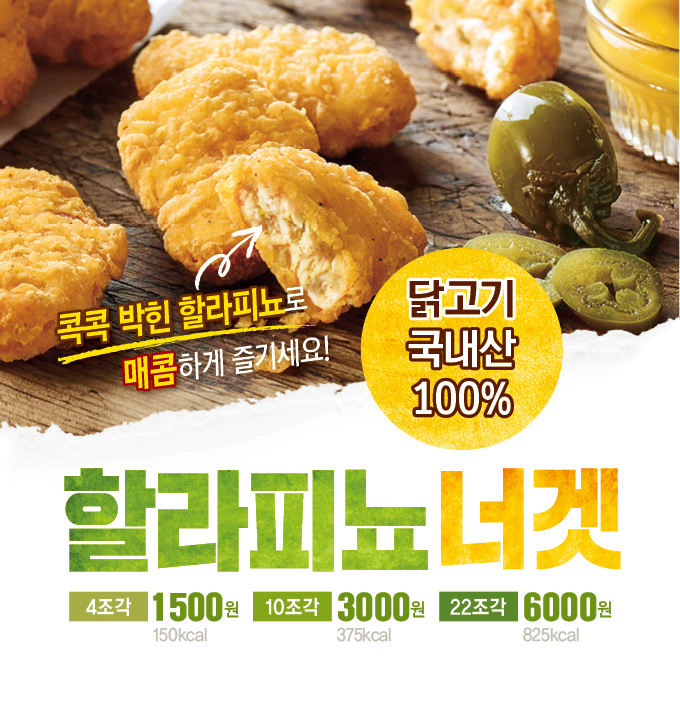 콕콕 박힌 할라피뇨로
매콤하게 즐기세요!
닭고기
국내산
100%
할라피뇨너겟
4조각 1500원 10조각 3000원 22조각 6000원
150kcal 375kcal 825kcal